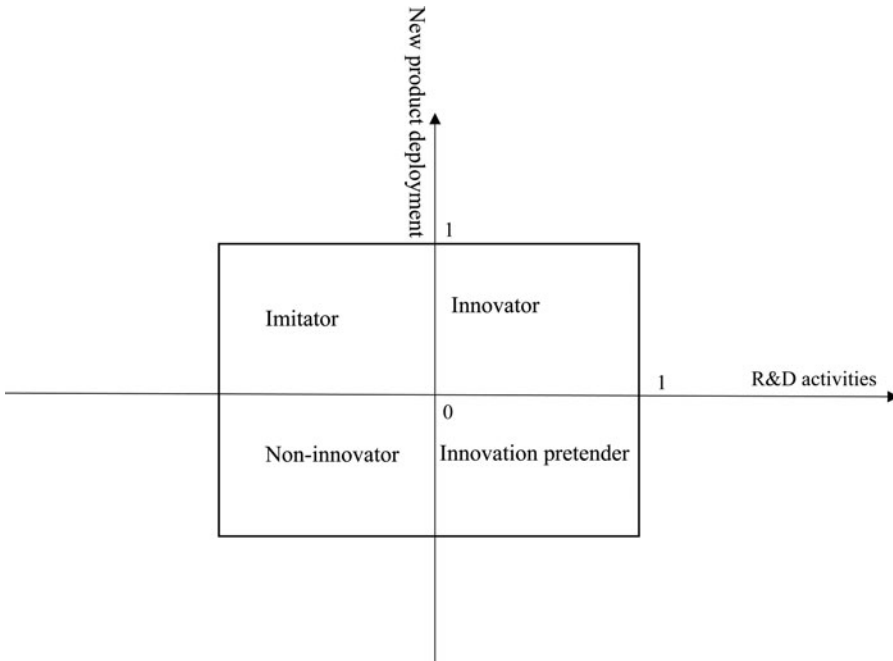 New product deployment
1
Imitator
Innovator
1
R&D activities
0
Non-innovator
Innovation pretender